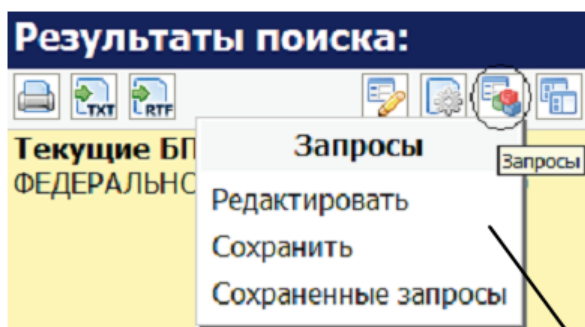 Результаты поиска:
TXT RTF
Текущие БП
ФЕДЕРАЛЬНО
Запросы
Запросы
Редактировать
Сохранить
Сохраненные запросы